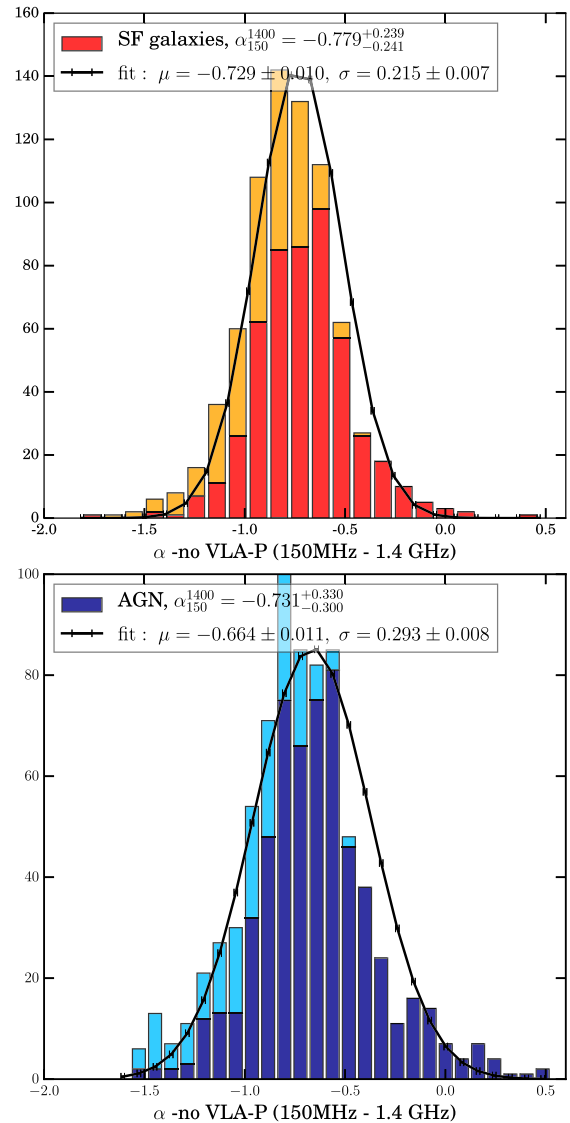 160
SF galaxies, α₁₅₀¹⁴⁰⁰ = −0.779₋₀.₂₄₁⁺⁰·²³⁹
fit : μ = −0.729 ± 0.010, σ = 0.215 ± 0.007
140
120
100
80
60
40
20
0
-2.0 -1.5 -1.0 -0.5 0.0 0.5
α -no VLA-P (150MHz - 1.4 GHz)
100
AGN, α₁₅₀¹⁴⁰⁰ = −0.731₋₀.₃₀₀⁺⁰·³³⁰
fit : μ = −0.664 ± 0.011, σ = 0.293 ± 0.008
80
60
40
20
0
−2.0 −1.5 −1.0 −0.5 0.0 0.5
α -no VLA-P (150MHz - 1.4 GHz)